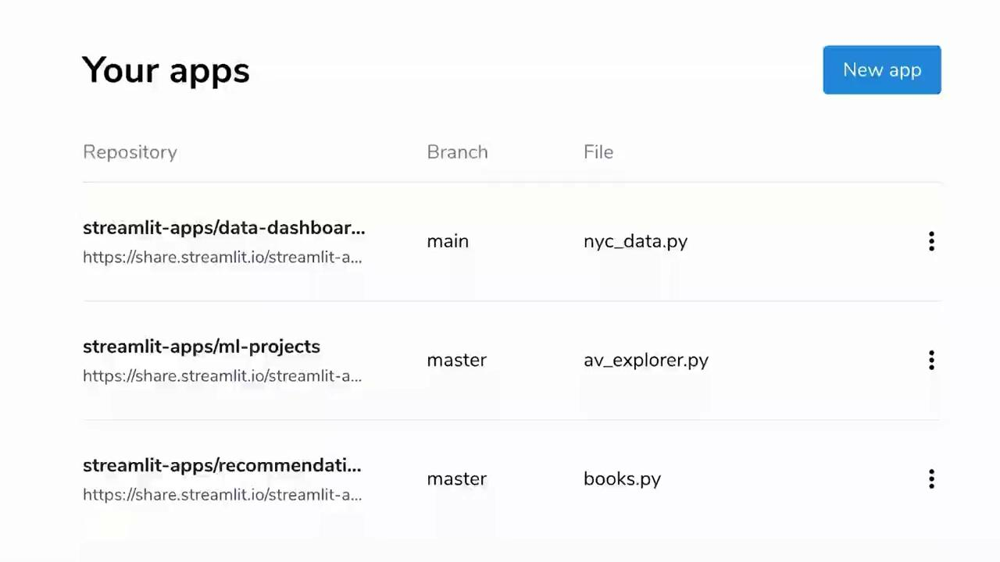 Your apps
New app
Repository Branch File
streamlit-apps/data-dashboar...
https://share.streamlit.io/streamlit-a...
main
nyc_data.py
streamlit-apps/ml-projects
https://share.streamlit.io/streamlit-a...
master
av_explorer.py
streamlit-apps/recommendati...
https://share.streamlit.io/streamlit-a...
master
books.py